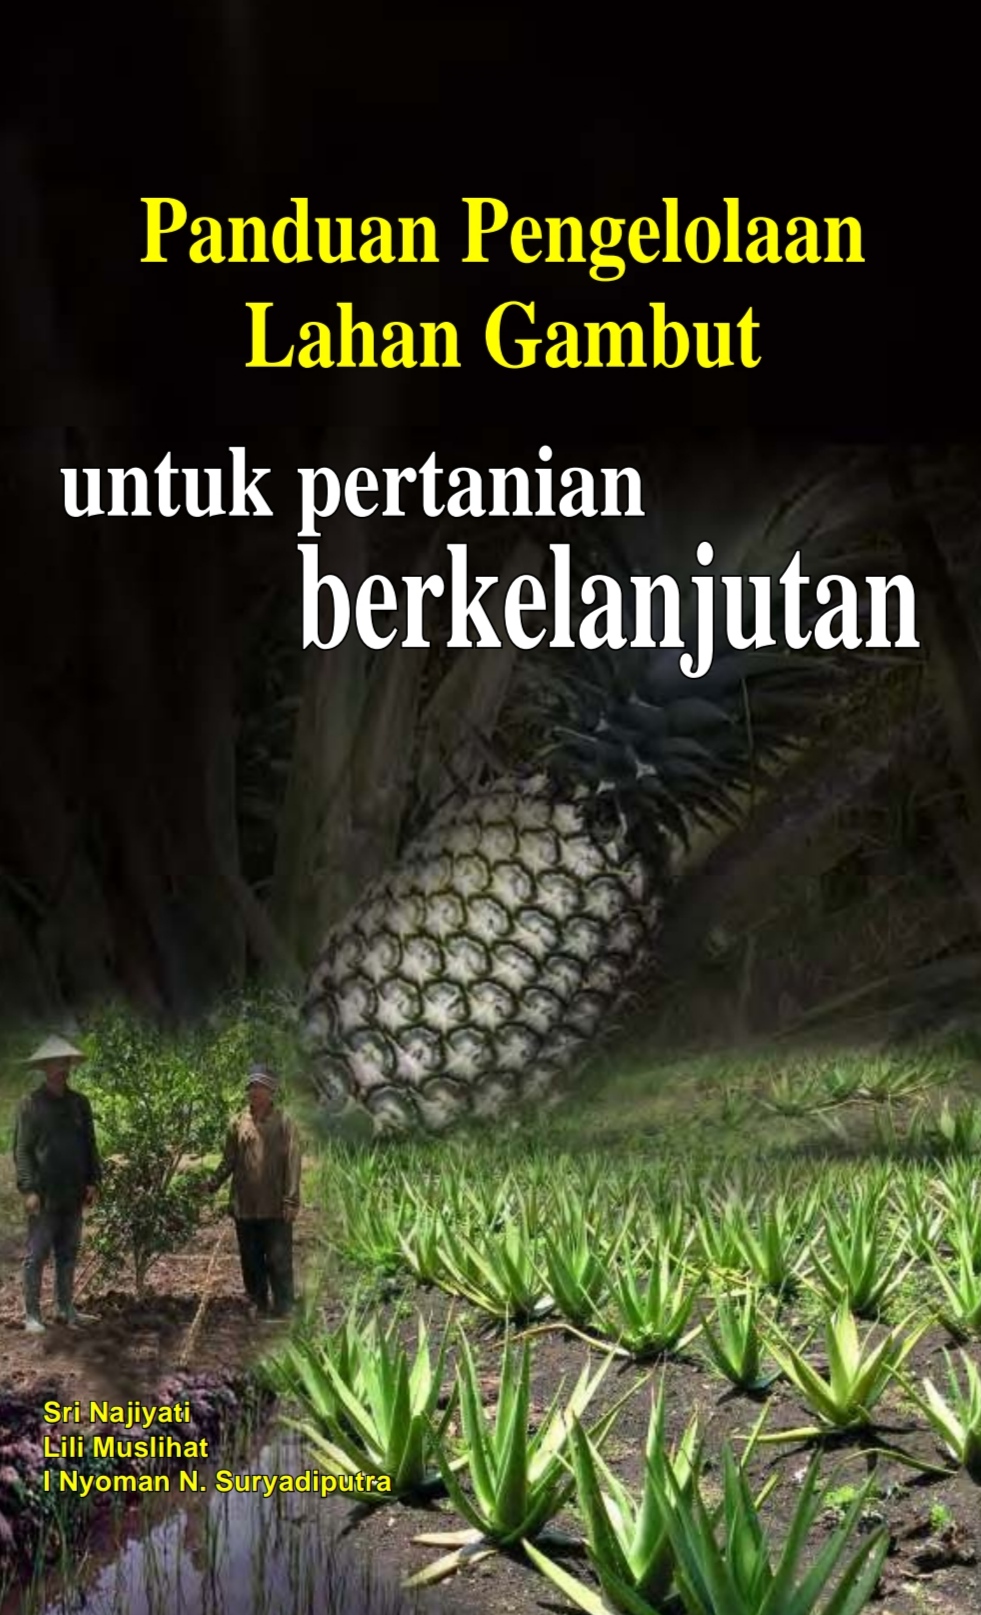 Panduan Pengelolaan
Lahan Gambut
untuk pertanian
berkelanjutan
Sri Najiyati
Lili Muslihat
I Nyoman N. Suryadiputra